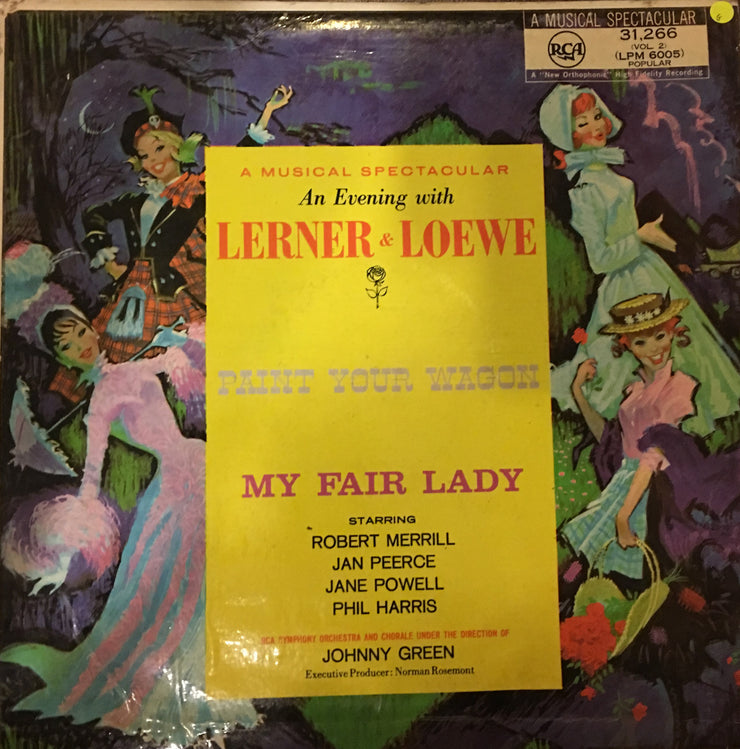 A MUSICAL SPECTACULAR
31,266
RCA
(VOL. 2)
(LPM 6005)
POPULAR
A "New Orthophonic" High Fidelity Recording
G
A MUSICAL SPECTACULAR
An Evening with
LERNER & LOEWE
PAINT YOUR WAGON
MY FAIR LADY
STARRING
ROBERT MERRILL
JAN PEERCE
JANE POWELL
PHIL HARRIS
RCA SYMPHONY ORCHESTRA AND CHORALE UNDER THE DIRECTION OF
JOHNNY GREEN
Executive Producer: Norman Rosemont